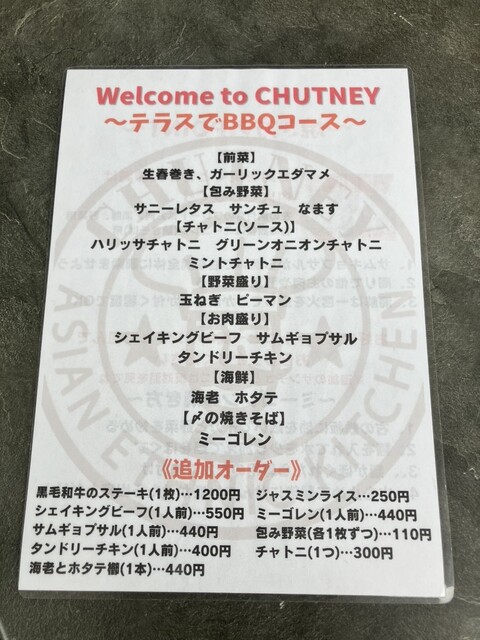 Welcome to CHUTNEY
〜テラスでBBQコース〜
【前菜】
生春巻き、ガーリックエダマメ
【包み野菜】
サニーレタス サンチュ なます
【チャトニ(ソース)】
ハリッサチャトニ グリーンオニオンチャトニ
ミントチャトニ
【野菜盛り】
玉ねぎ ピーマン
【お肉盛り】
シェイキングビーフ サムギョプサル
タンドリーチキン
【海鮮】
海老 ホタテ
【〆の焼きそば】
ミーゴレン
《追加オーダー》
黒毛和牛のステーキ(1枚)…1200円
シェイキングビーフ(1人前)…550円
サムギョプサル(1人前)…440円
タンドリーチキン(1人前)…400円
海老とホタテ櫛(1本)…440円
ジャスミンライス…250円
ミーゴレン(1人前)…440円
包み野菜(各1枚ずつ)…110円
チャトニ(1つ)…300円
CHUTNEY
ASIAN